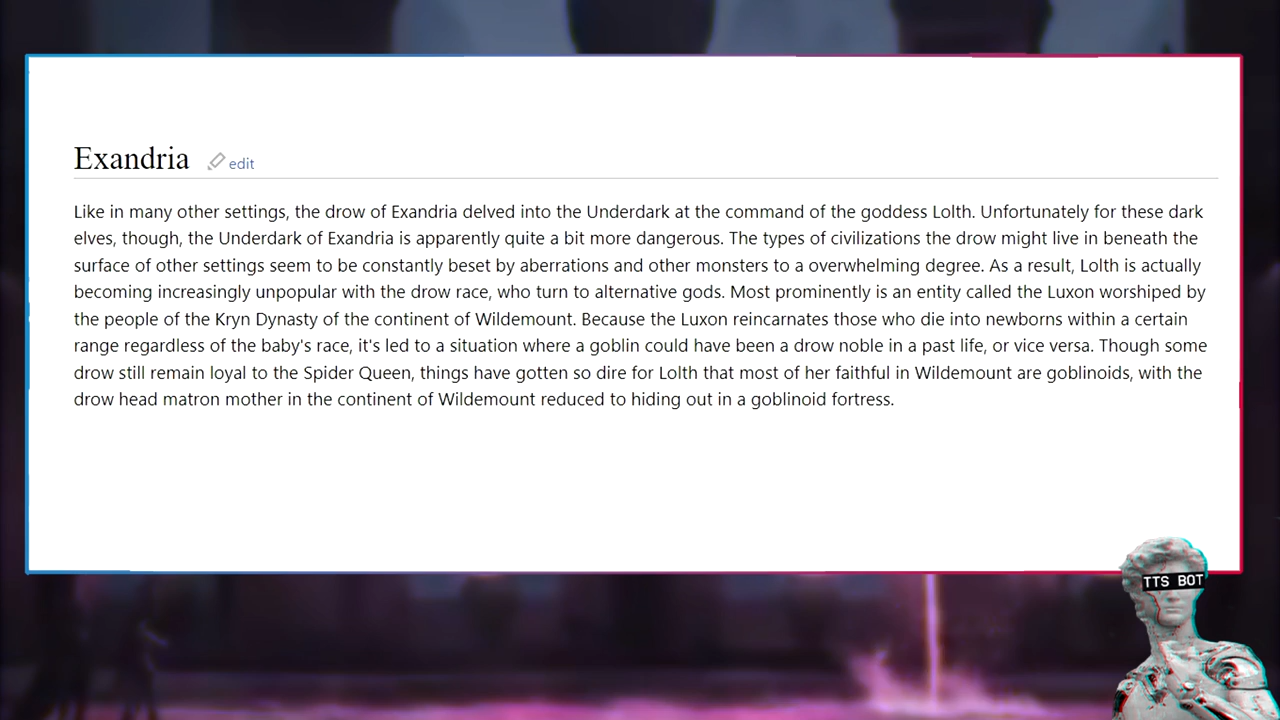 Exandria edit
Like in many other settings, the drow of Exandria delved into the Underdark at the command of the goddess Lolth. Unfortunately for these dark
elves, though, the Underdark of Exandria is apparently quite a bit more dangerous. The types of civilizations the drow might live in beneath the
surface of other settings seem to be constantly beset by aberrations and other monsters to a overwhelming degree. As a result, Lolth is actually
becoming increasingly unpopular with the drow race, who turn to alternative gods. Most prominently is an entity called the Luxon worshiped by
the people of the Kryn Dynasty of the continent of Wildemount. Because the Luxon reincarnates those who die into newborns within a certain
range regardless of the baby's race, it's led to a situation where a goblin could have been a drow noble in a past life, or vice versa. Though some
drow still remain loyal to the Spider Queen, things have gotten so dire for Lolth that most of her faithful in Wildemount are goblinoids, with the
drow head matron mother in the continent of Wildemount reduced to hiding out in a goblinoid fortress.
TTS BOT